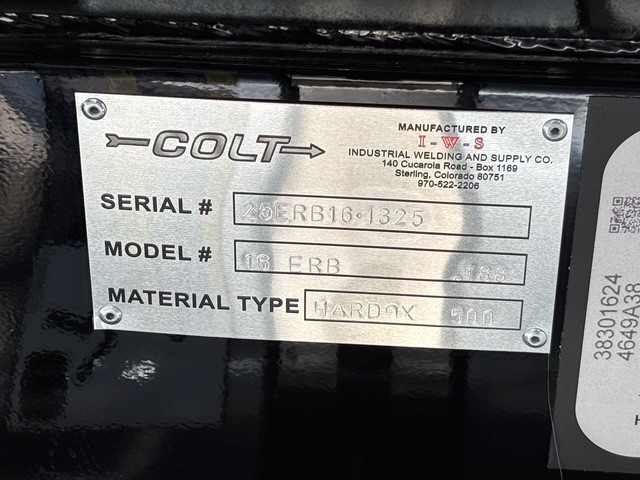 COLT
MANUFACTURED BY
I-W-S
INDUSTRIAL WELDING AND SUPPLY CO.
140 Cucarola Road - Box 1169
Sterling, Colorado 80751
970-522-2206
SERIAL # 25ERB16•1325
MODEL # 16 ERB .188
MATERIAL TYPE HARDOX 500
38301624
4649A38
H